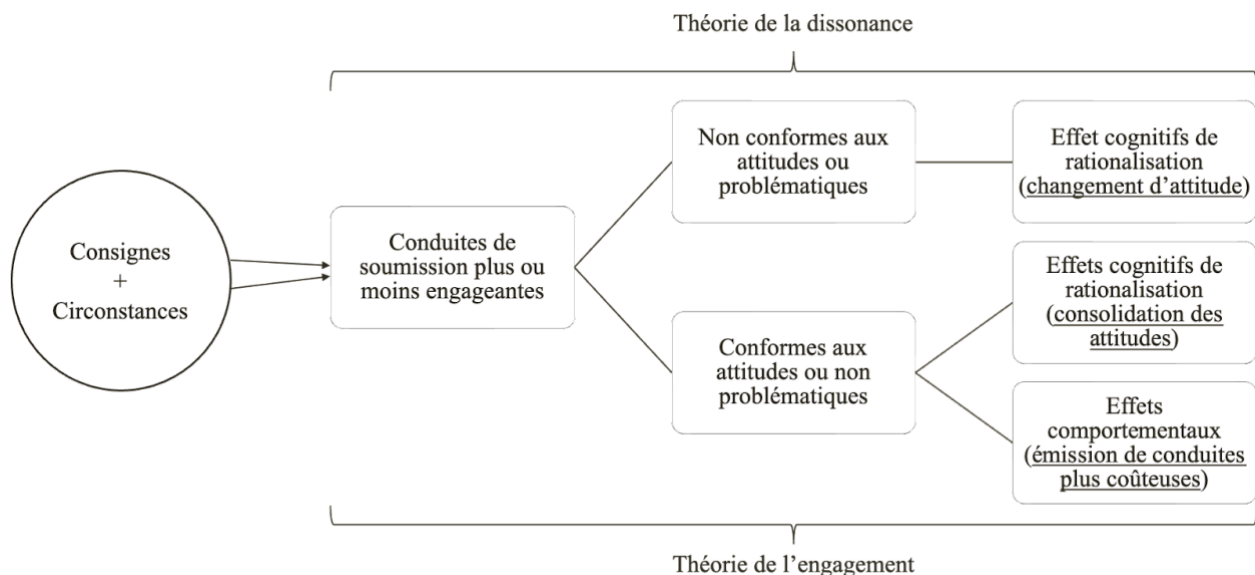 Théorie de la dissonance
Consignes
+
Circonstances
Conduites de
soumission plus ou
moins engageantes
Non conformes aux
attitudes ou
problématiques
Effet cognitifs de
rationalisation
(changement d'attitude)
Conformes aux
attitudes ou non
problématiques
Effets cognitifs de
rationalisation
(consolidation des
attitudes)
Effets
comportementaux
(émission de conduites
plus coûteuses)
Théorie de l'engagement